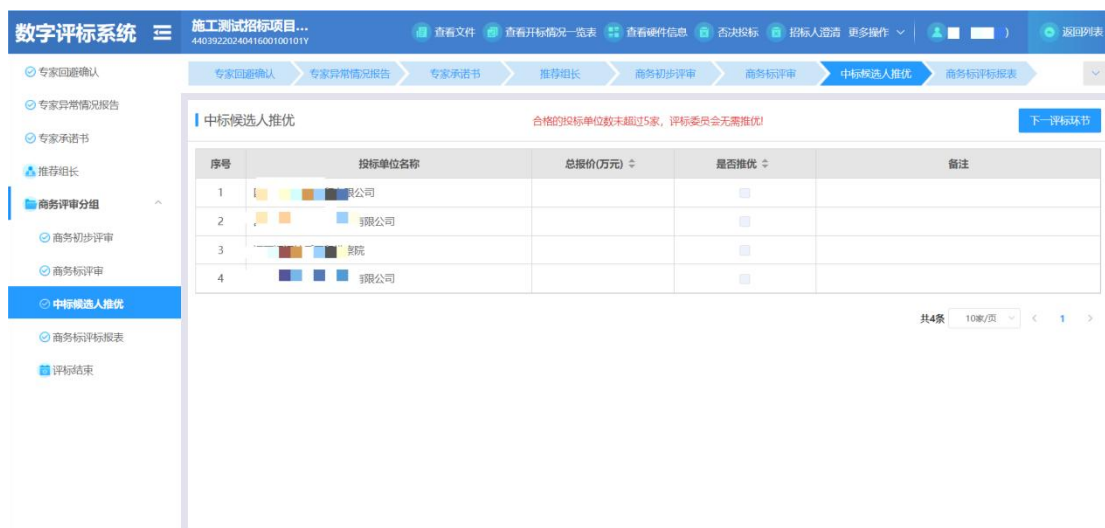 数字评标系统
施工测试招标项目...
44039220240416001001​01Y
查看文件 查看开标情况一览表 查看硬件信息 否决投标 招标人澄清 更多操作
返回列表
专家回避确认 专家异常情况报告 专家承诺书 推荐组长 商务初步评审 商务标评审 中标候选人推优 商务标评标报表
专家回避确认
专家异常情况报告
专家承诺书
推荐组长
商务评审分组
商务初步评审
商务标评审
中标候选人推优
商务标评标报表
评标结束
中标候选人推优 合格的投标单位数未超过5家，评标委员会无需推优! 下一评标环节
序号 投标单位名称 总报价(万元) 是否推优 备注
1 限公司
2 有限公司
3 院
4 有限公司
共4条 10家/页 1